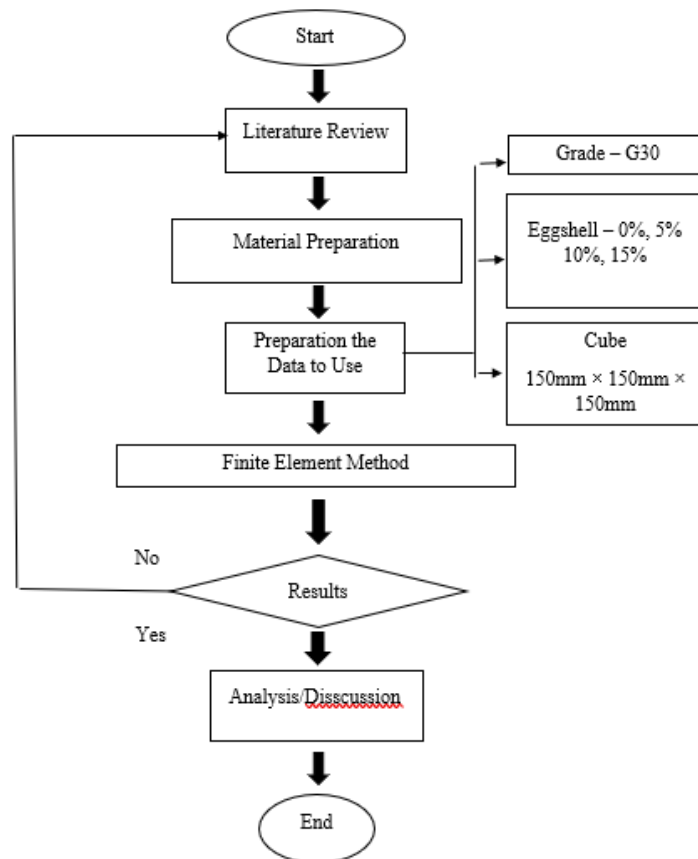 Start
Literature Review
Grade – G30
Material Preparation
Eggshell – 0%, 5%
10%, 15%
Preparation the
Data to Use
Cube
150mm × 150mm ×
150mm
Finite Element Method
No
Results
Yes
Analysis/Disscussion
End